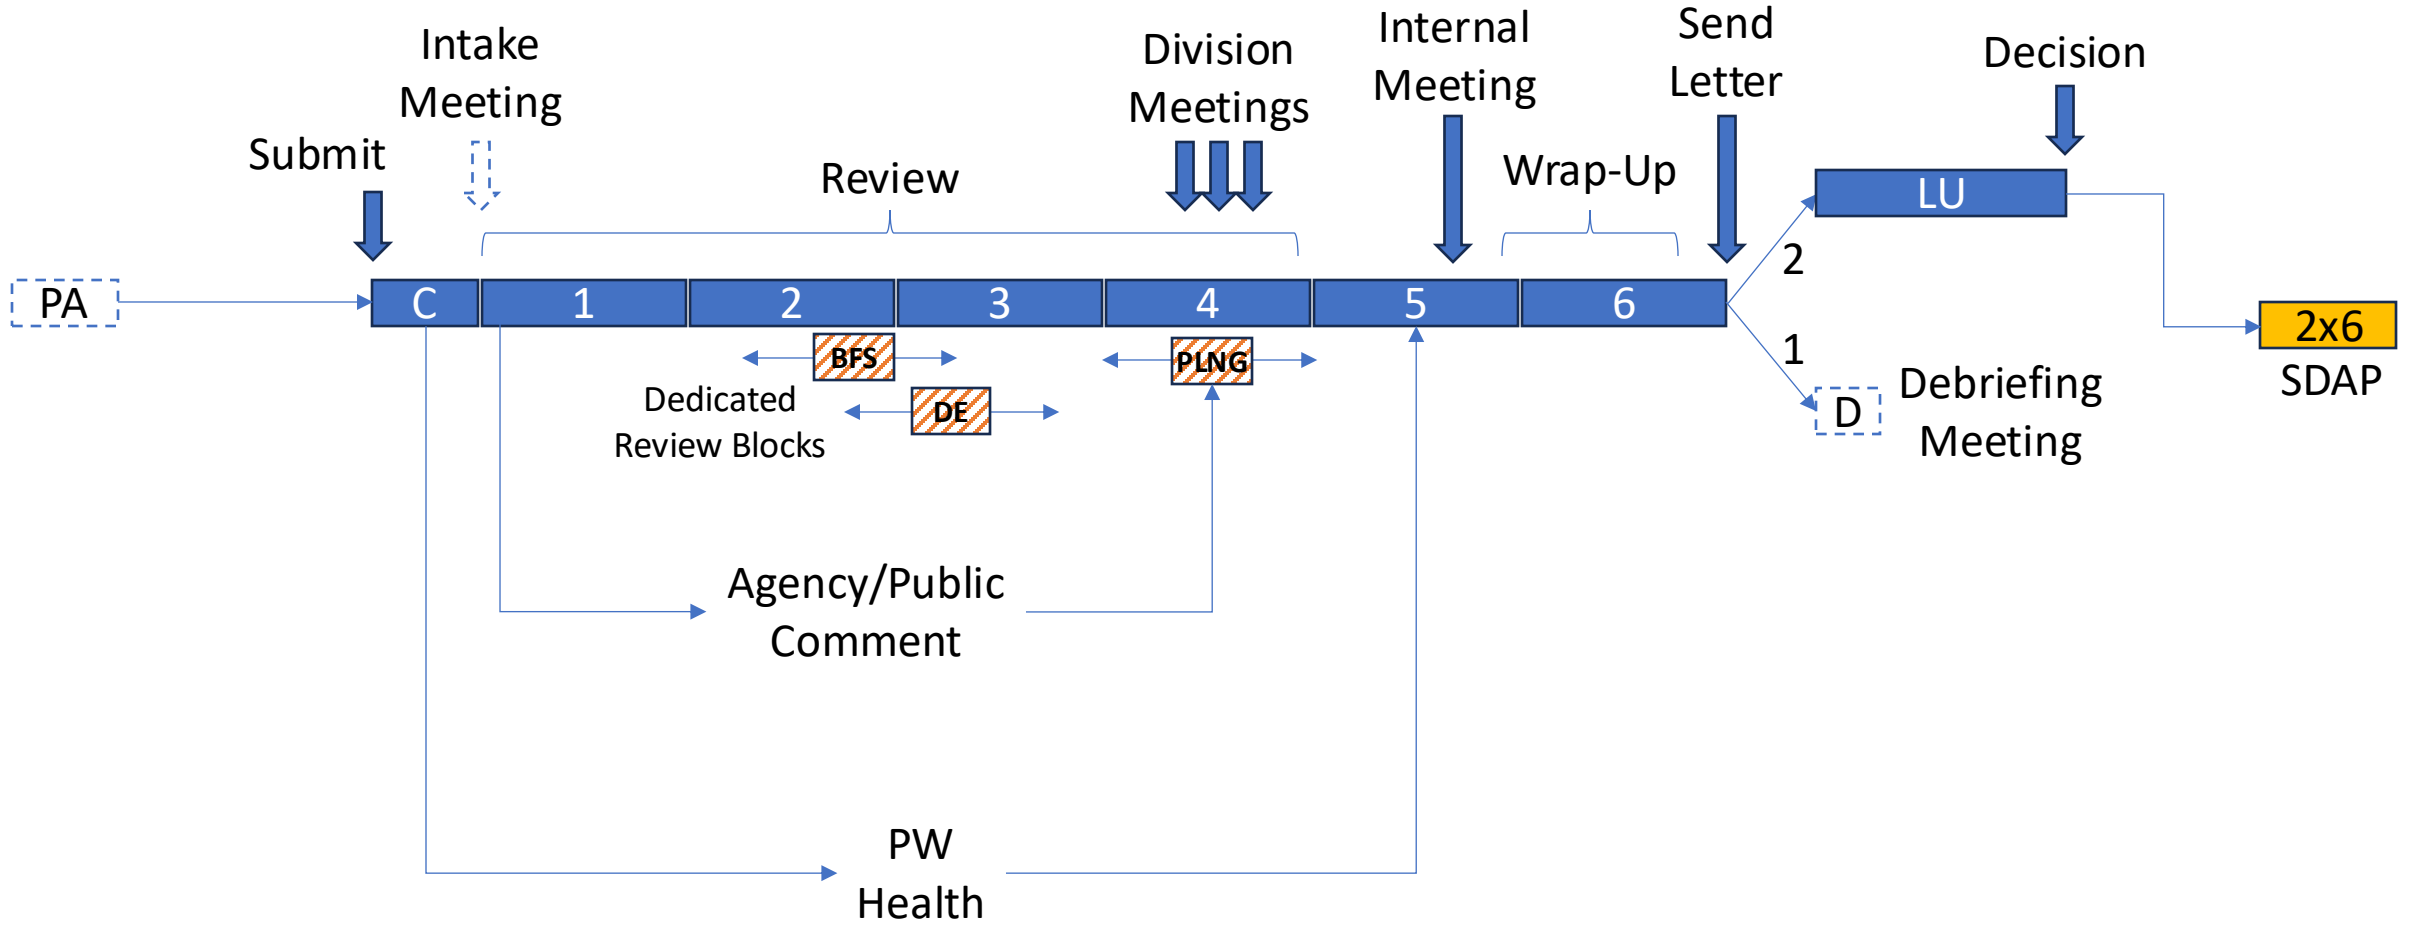 Intake
Meeting
Submit
Review
Division
Meetings
Internal
Meeting
Wrap-Up
Send
Letter
Decision
PA
C
1
2
3
4
5
6
LU
2
1
BFS
DE
PLNG
Dedicated
Review Blocks
D
Debriefing
Meeting
2x6
SDAP
Agency/Public
Comment
PW
Health